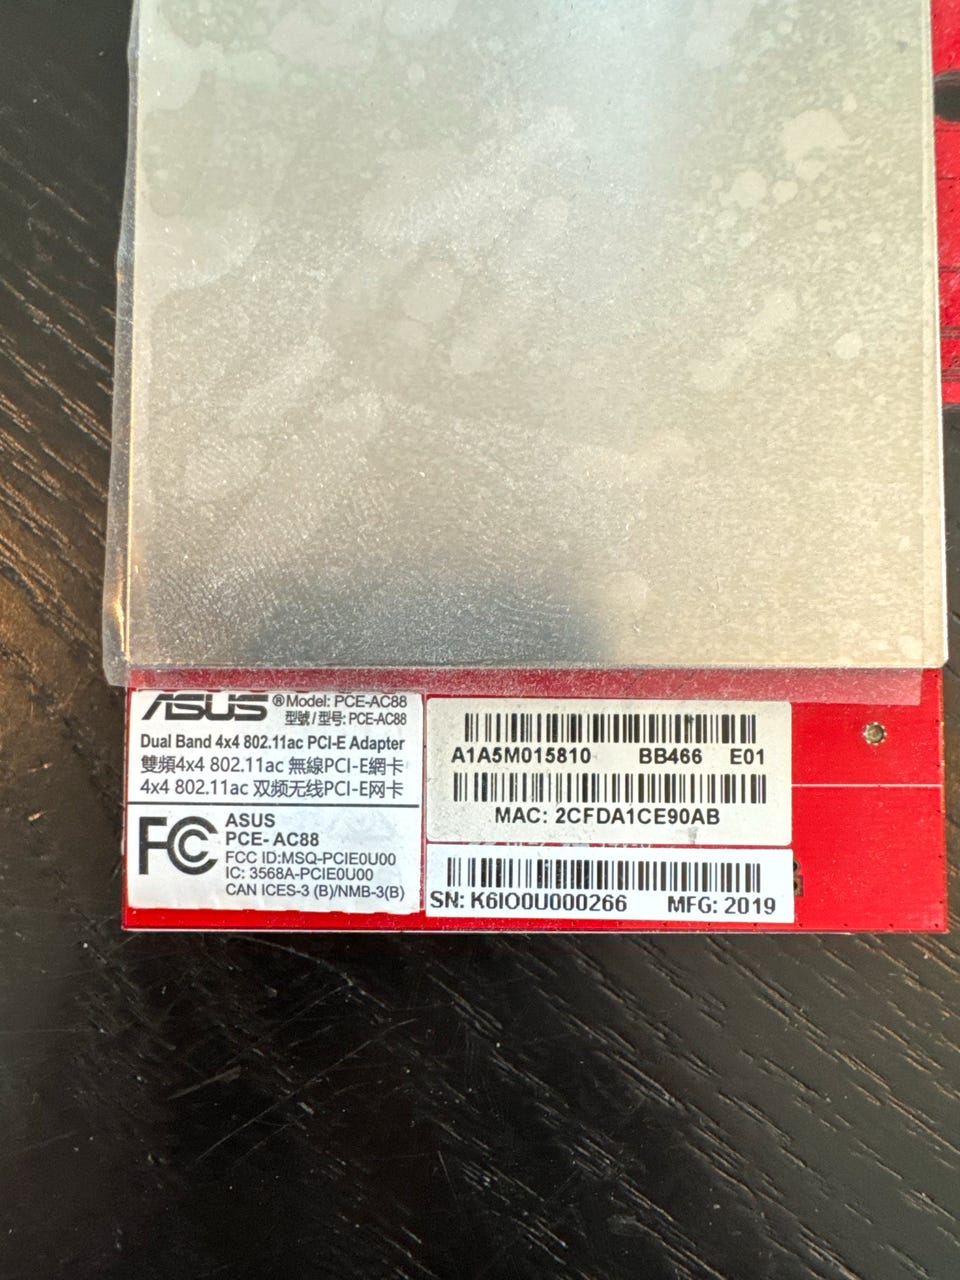 ASUS ® Model: PCE-AC88
型號/型号: PCE-AC88
Dual Band 4x4 802.11ac PCI-E Adapter
雙頻4x4 802.11ac 無線PCI-E網卡
4x4 802.11ac 双频无线PCI-E网卡
FC ASUS
PCE- AC88
FCC ID:MSQ-PCIE0U00
IC: 3568A-PCIE0U00
CAN ICES-3 (B)/NMB-3(B)
A1A5M015810 BB466 E01
MAC: 2CFDA1CE90AB
SN: K6IO0U000266 MFG: 2019